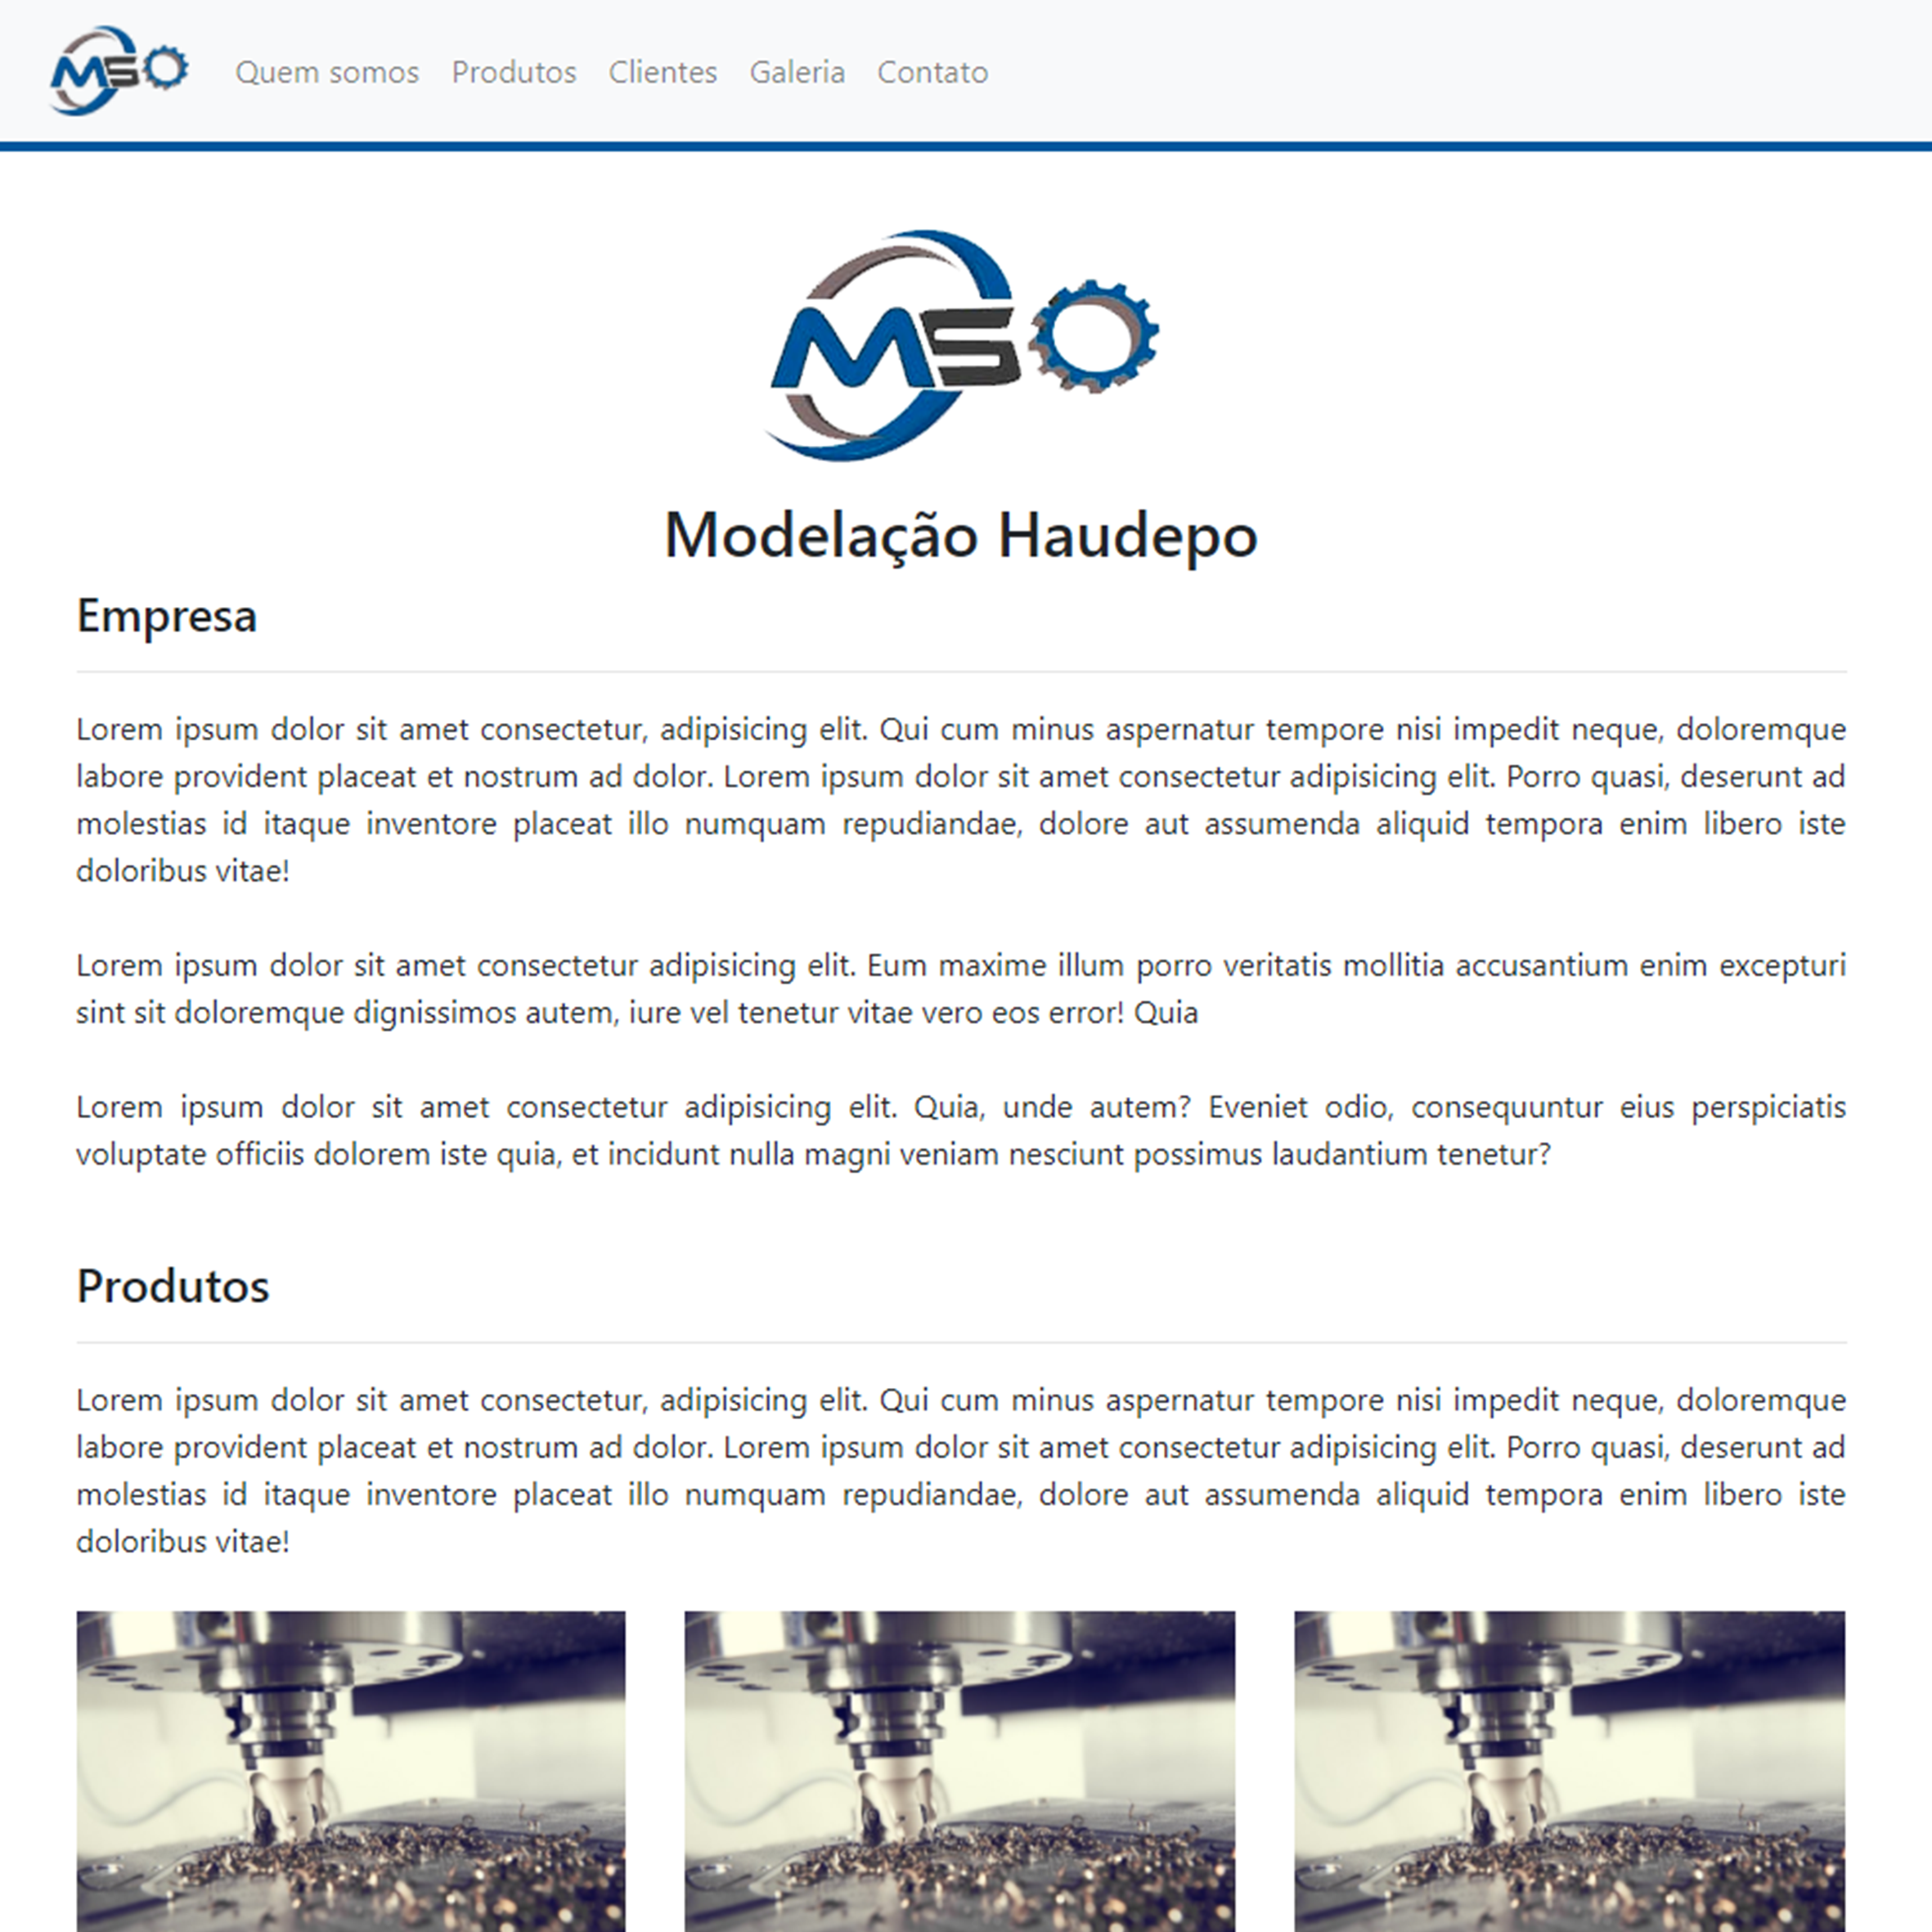 MS
Quem somos Produtos Clientes Galeria Contato
MS
Modelação Haudepo
Empresa
Lorem ipsum dolor sit amet consectetur, adipisicing elit. Qui cum minus aspernatur tempore nisi impedit neque, doloremque
labore provident placeat et nostrum ad dolor. Lorem ipsum dolor sit amet consectetur adipisicing elit. Porro quasi, deserunt ad
molestias id itaque inventore placeat illo numquam repudiandae, dolore aut assumenda aliquid tempora enim libero iste
doloribus vitae!
Lorem ipsum dolor sit amet consectetur adipisicing elit. Eum maxime illum porro veritatis mollitia accusantium enim excepturi
sint sit doloremque dignissimos autem, iure vel tenetur vitae vero eos error! Quia
Lorem ipsum dolor sit amet consectetur adipisicing elit. Quia, unde autem? Eveniet odio, consequuntur eius perspiciatis
voluptate officiis dolorem iste quia, et incidunt nulla magni veniam nesciunt possimus laudantium tenetur?
Produtos
Lorem ipsum dolor sit amet consectetur, adipisicing elit. Qui cum minus aspernatur tempore nisi impedit neque, doloremque
labore provident placeat et nostrum ad dolor. Lorem ipsum dolor sit amet consectetur adipisicing elit. Porro quasi, deserunt ad
molestias id itaque inventore placeat illo numquam repudiandae, dolore aut assumenda aliquid tempora enim libero iste
doloribus vitae!